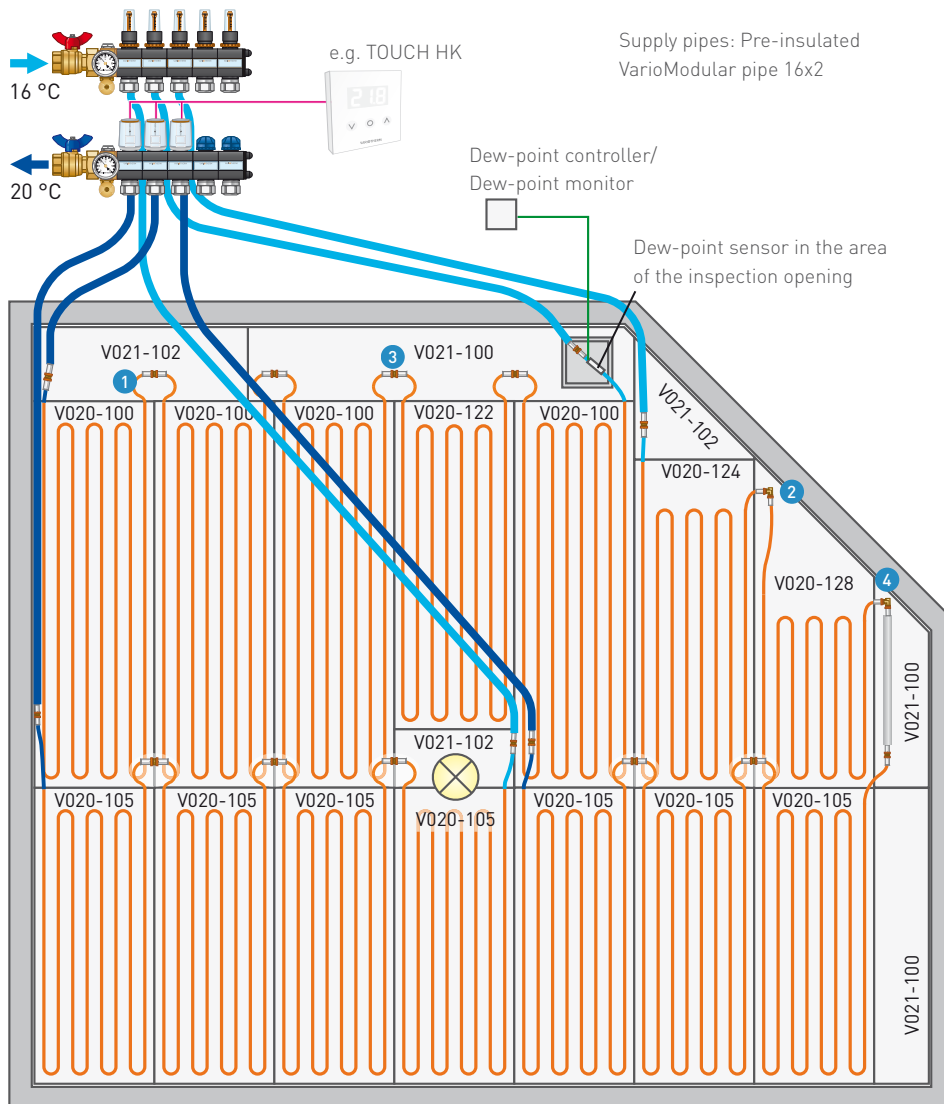 e.g. TOUCH HK
Supply pipes: Pre-insulated
VarioModular pipe 16x2
16 °C
21.8
20 °C
Dew-point controller/
Dew-point monitor
Dew-point sensor in the area
of the inspection opening
V021-102
3
V021-100
1
V020-100
V020-100
V020-100
V020-122
V020-100
V021-102
V020-124
2
V020-128
4
V021-100
V021-102
V020-105
V020-105
V020-105
V020-105
V020-105
V020-105
V020-105
V021-100